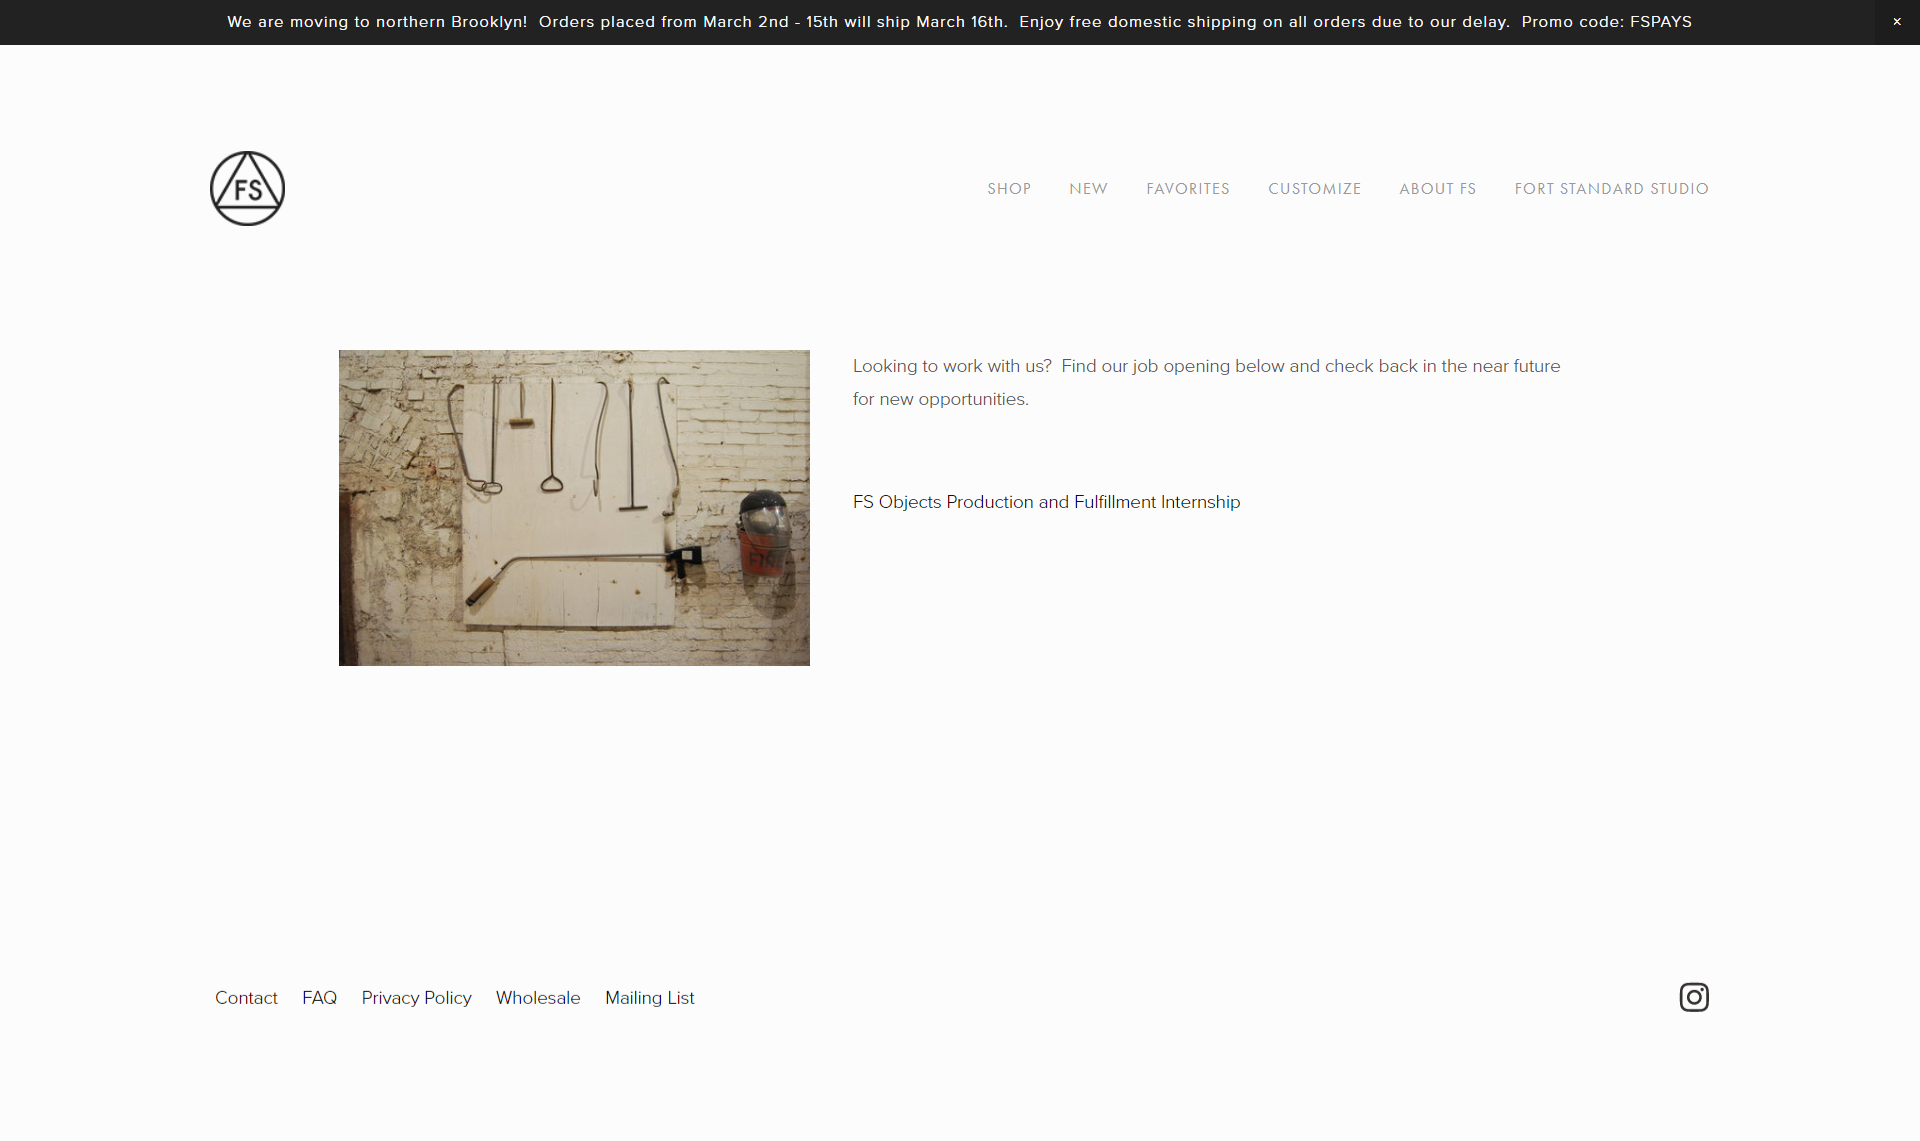 We are moving to northern Brooklyn!  Orders placed from March 2nd - 15th will ship March 16th.  Enjoy free domestic shipping on all orders due to our delay.  Promo code: FSPAYS ×
FS
SHOP NEW FAVORITES CUSTOMIZE ABOUT FS FORT STANDARD STUDIO
Looking to work with us?  Find our job opening below and check back in the near future
for new opportunities.
FS Objects Production and Fulfillment Internship
FIRE
Contact FAQ Privacy Policy Wholesale Mailing List